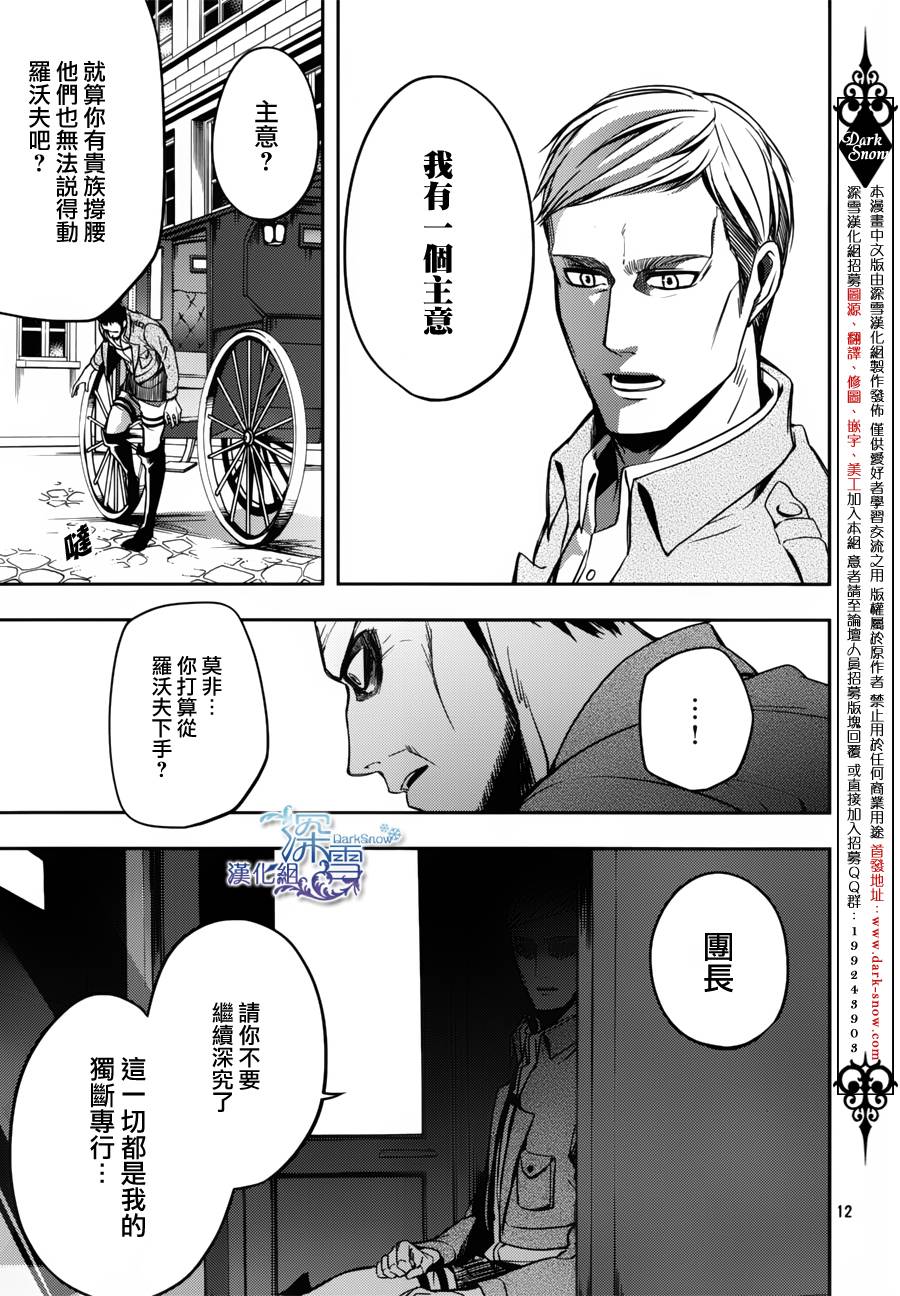 我有一個主意
主意？
就算你有貴族撐腰
他們也無法說得動
羅沃夫吧？
噠
…！
莫非…
你打算從
羅沃夫下手？
DarkSnow
深雪
漢化組
團長
請你不要
繼續深究了
這一切都是我的
獨斷專行…
Dark
Snow
本漫畫中文版由深雪漢化組製作發佈 僅供愛好者學習交流之用 版權屬於原作者 禁止用於任何商業用途 首發地址：www.dark-snow.com
深雪漢化組招募圖源、翻譯、修圖、嵌字、美工加入本組 意者請至論壇人員招募版塊回覆 或直接加入招募QQ群：199243903
12